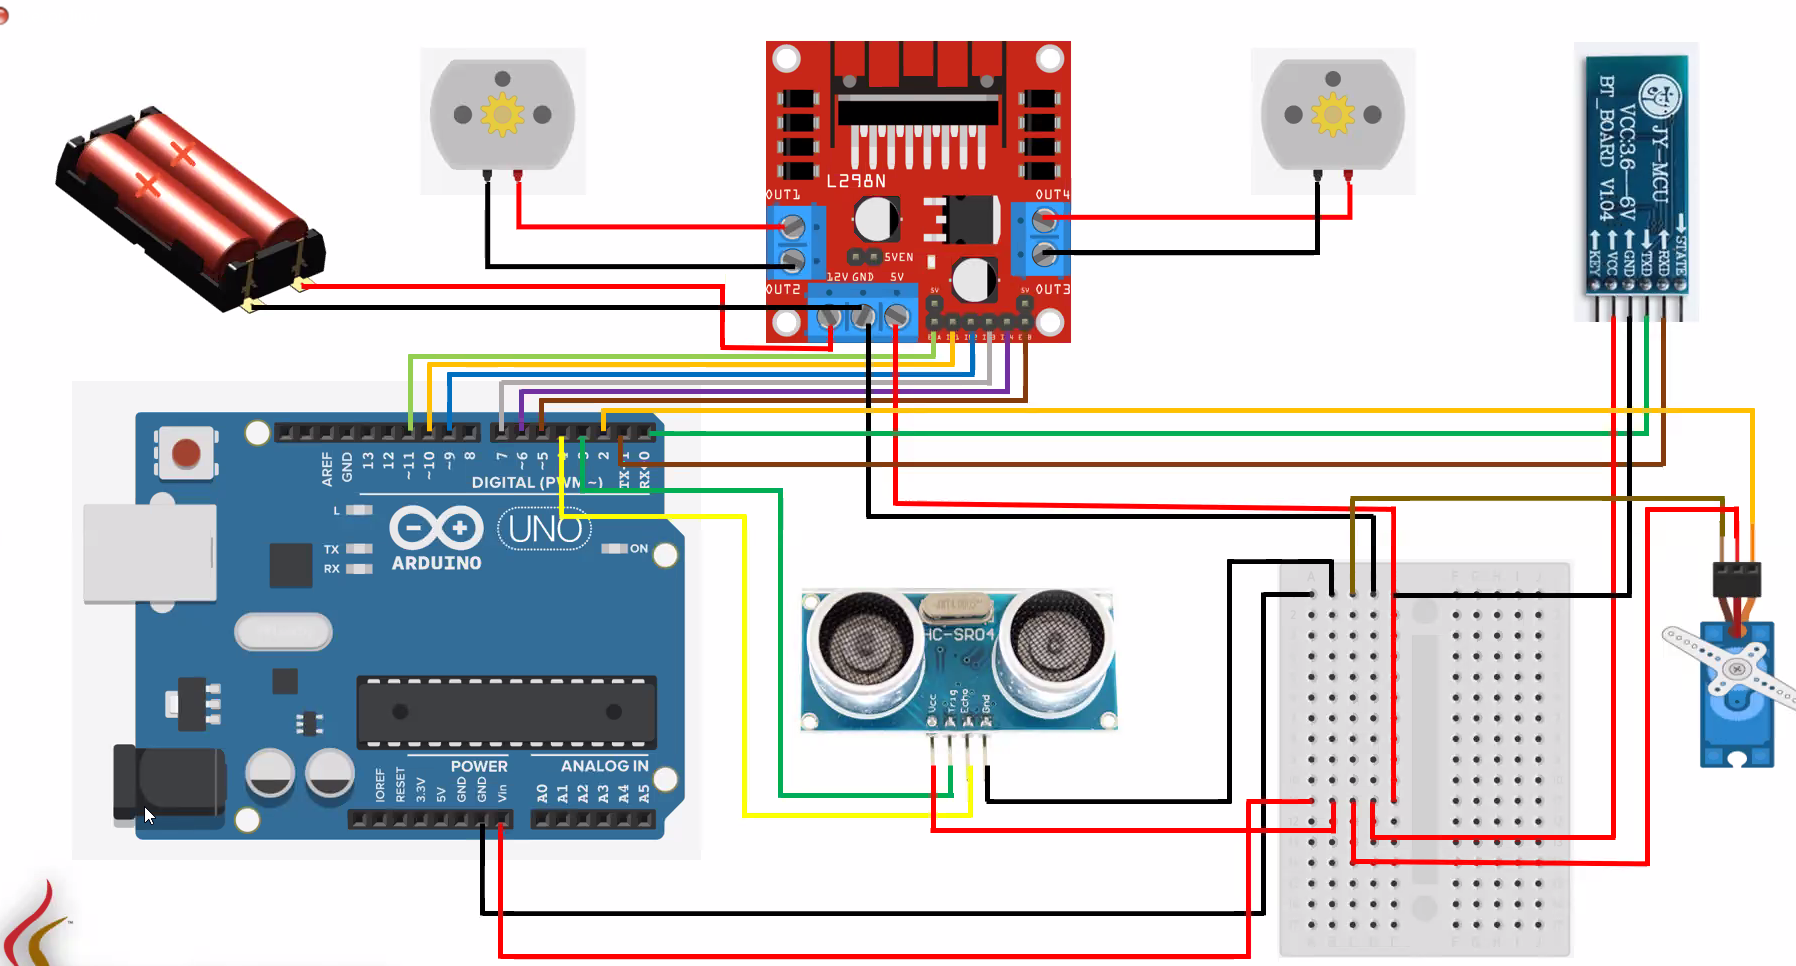 OUT1
L298N
OUT4
5VEN
OUT2
12V GND 5V
5V
5V
OUT3
JY-MCU
VCC:3.6--6V
BT_BOARD V1.04
KEY
VCC
GND
TXD
RXD
STATE
AREF
GND
13
12
~11
~10
~9
8
7
~6
~5
4
2
TX
RX
DIGITAL (PWM ~)
L
TX
RX
UNO
ARDUINO
ON
POWER
ANALOG IN
IOREF
RESET
3.3V
5V
GND
GND
Vin
A0
A1
A2
A3
A4
A5
HC-SR04
Vcc
Trig
Echo
Gnd
A
F G H I J